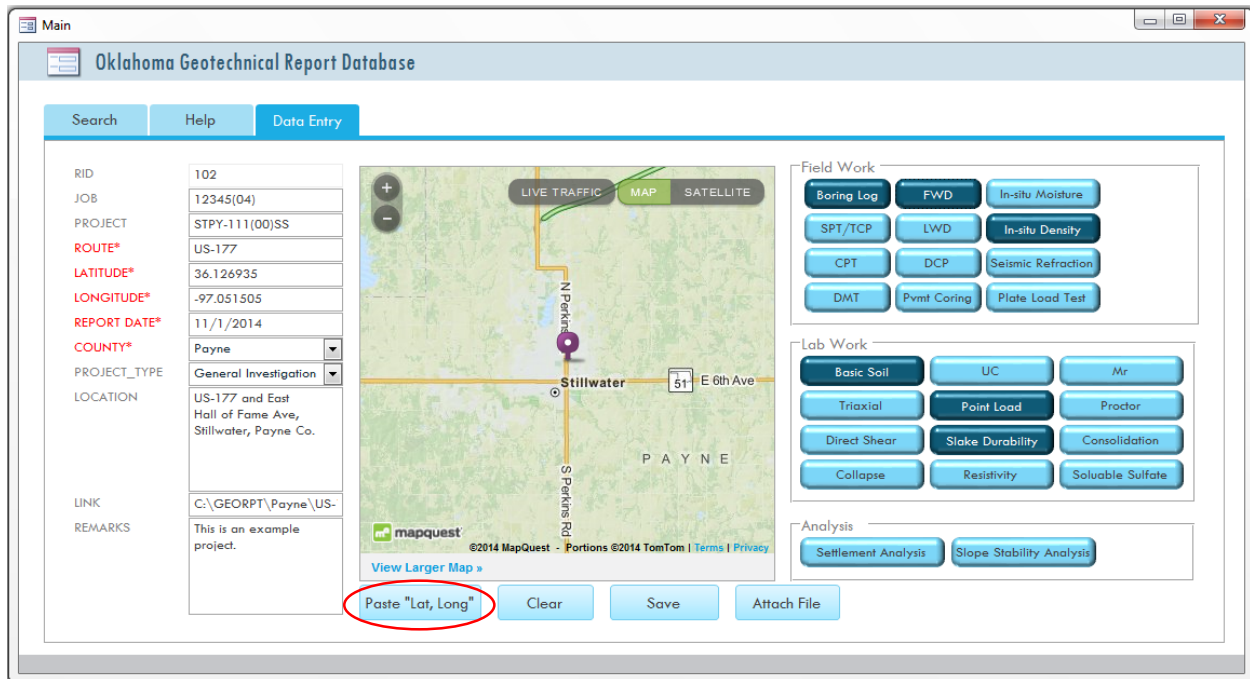 Main
Oklahoma Geotechnical Report Database
Search Help Data Entry
RID 102
JOB 12345(04)
PROJECT STPY-111(00)SS
ROUTE* US-177
LATITUDE* 36.126935
LONGITUDE* -97.051505
REPORT DATE* 11/1/2014
COUNTY* Payne
PROJECT_TYPE General Investigation
LOCATION US-177 and East
Hall of Fame Ave,
Stillwater, Payne Co.
LINK C:\GEORPT\Payne\US-
REMARKS This is an example
project.
LIVE TRAFFIC MAP SATELLITE
N Perkins
Stillwater
51 E 6th Ave
PAYNE
S Perkins Rd
mapquest
©2014 MapQuest - Portions ©2014 TomTom | Terms | Privacy
View Larger Map »
Paste "Lat, Long" Clear Save Attach File
Field Work
Boring Log FWD In-situ Moisture
SPT/TCP LWD In-situ Density
CPT DCP Seismic Refraction
DMT Pvmt Coring Plate Load Test
Lab Work
Basic Soil UC Mr
Triaxial Point Load Proctor
Direct Shear Slake Durability Consolidation
Collapse Resistivity Soluable Sulfate
Analysis
Settlement Analysis Slope Stability Analysis